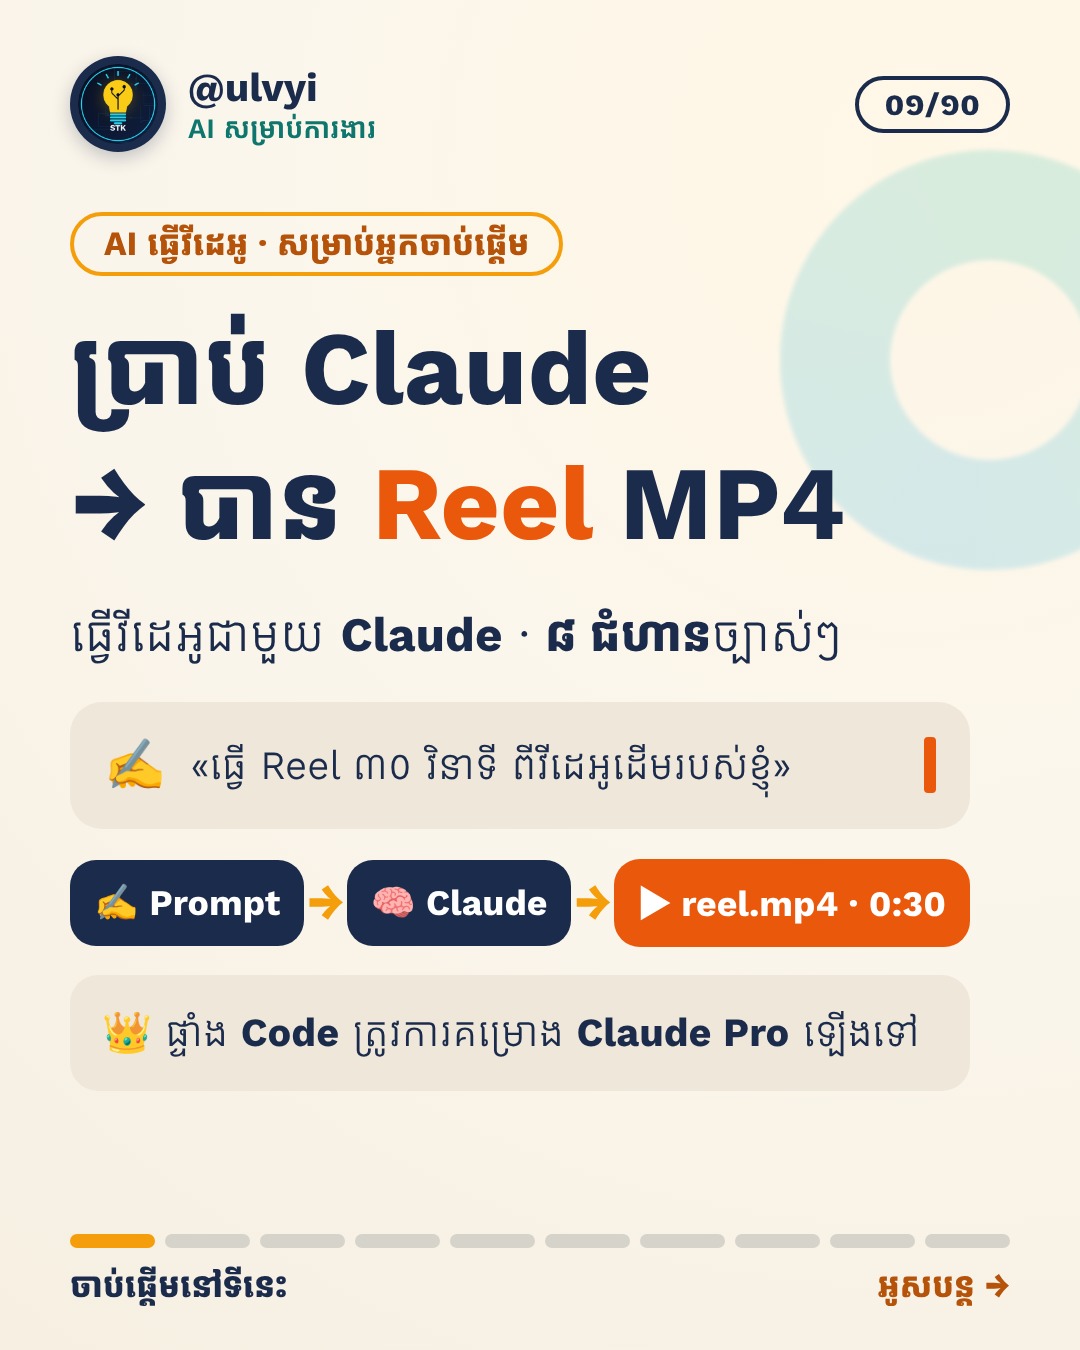 STK
@ulvyi
AI សម្រាប់ការងារ
09/90
AI ធ្វើវីដេអូ · សម្រាប់អ្នកចាប់ផ្ដើម
ប្រាប់ Claude
→ បាន Reel MP4
ធ្វើវីដេអូជាមួយ Claude · ៨ ជំហានច្បាស់ៗ
«ធ្វើ Reel ៣០ វិនាទី ពីវីដេអូដើមរបស់ខ្ញុំ»
Prompt → Claude → reel.mp4 · 0:30
ផ្ទាំង Code ត្រូវការគម្រោង Claude Pro ឡើងទៅ
ចាប់ផ្ដើមនៅទីនេះ
អូសបន្ត →